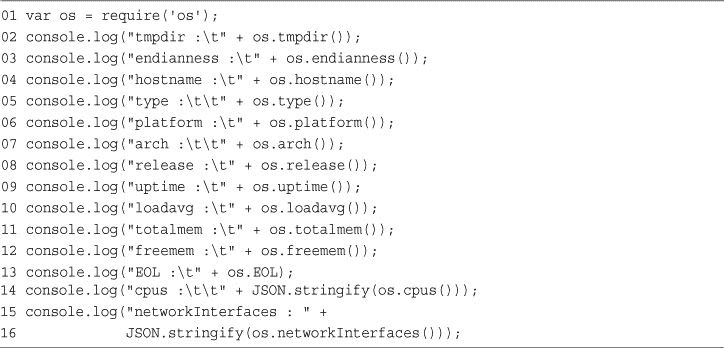 01 var os = require('os');
02 console.log("tmpdir :\t" + os.tmpdir());
03 console.log("endianness :\t" + os.endianness());
04 console.log("hostname :\t" + os.hostname());
05 console.log("type :\t\t" + os.type());
06 console.log("platform :\t" + os.platform());
07 console.log("arch :\t\t" + os.arch());
08 console.log("release :\t" + os.release());
09 console.log("uptime :\t" + os.uptime());
10 console.log("loadavg :\t" + os.loadavg());
11 console.log("totalmem :\t" + os.totalmem());
12 console.log("freemem :\t" + os.freemem());
13 console.log("EOL :\t" + os.EOL);
14 console.log("cpus :\t\t" + JSON.stringify(os.cpus()));
15 console.log("networkInterfaces : " +
16             JSON.stringify(os.networkInterfaces()));